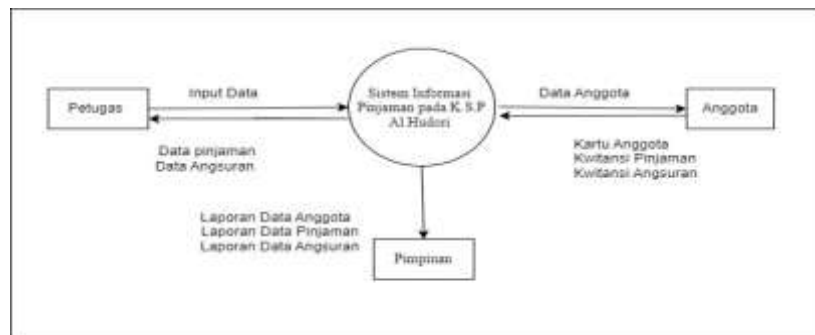 Petugas
Input Data
Data pinjaman
Data Angsuran
Sistem Informasi
Pinjaman pada K.S.P
Al.Hudori
Data Anggota
Anggota
Kartu Anggota
Kwitansi Pinjaman
Kwitansi Angsuran
Laporan Data Anggota
Laporan Data Pinjaman
Laporan Data Angsuran
Pimpinan